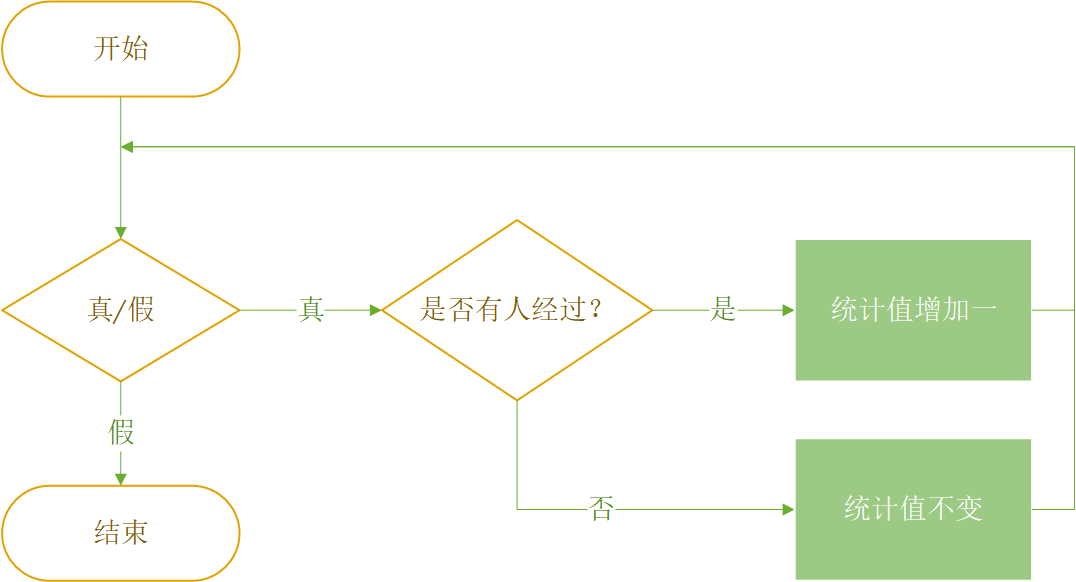 开始
真/假
真
是否有人经过？
是
统计值增加一
假
否
统计值不变
结束